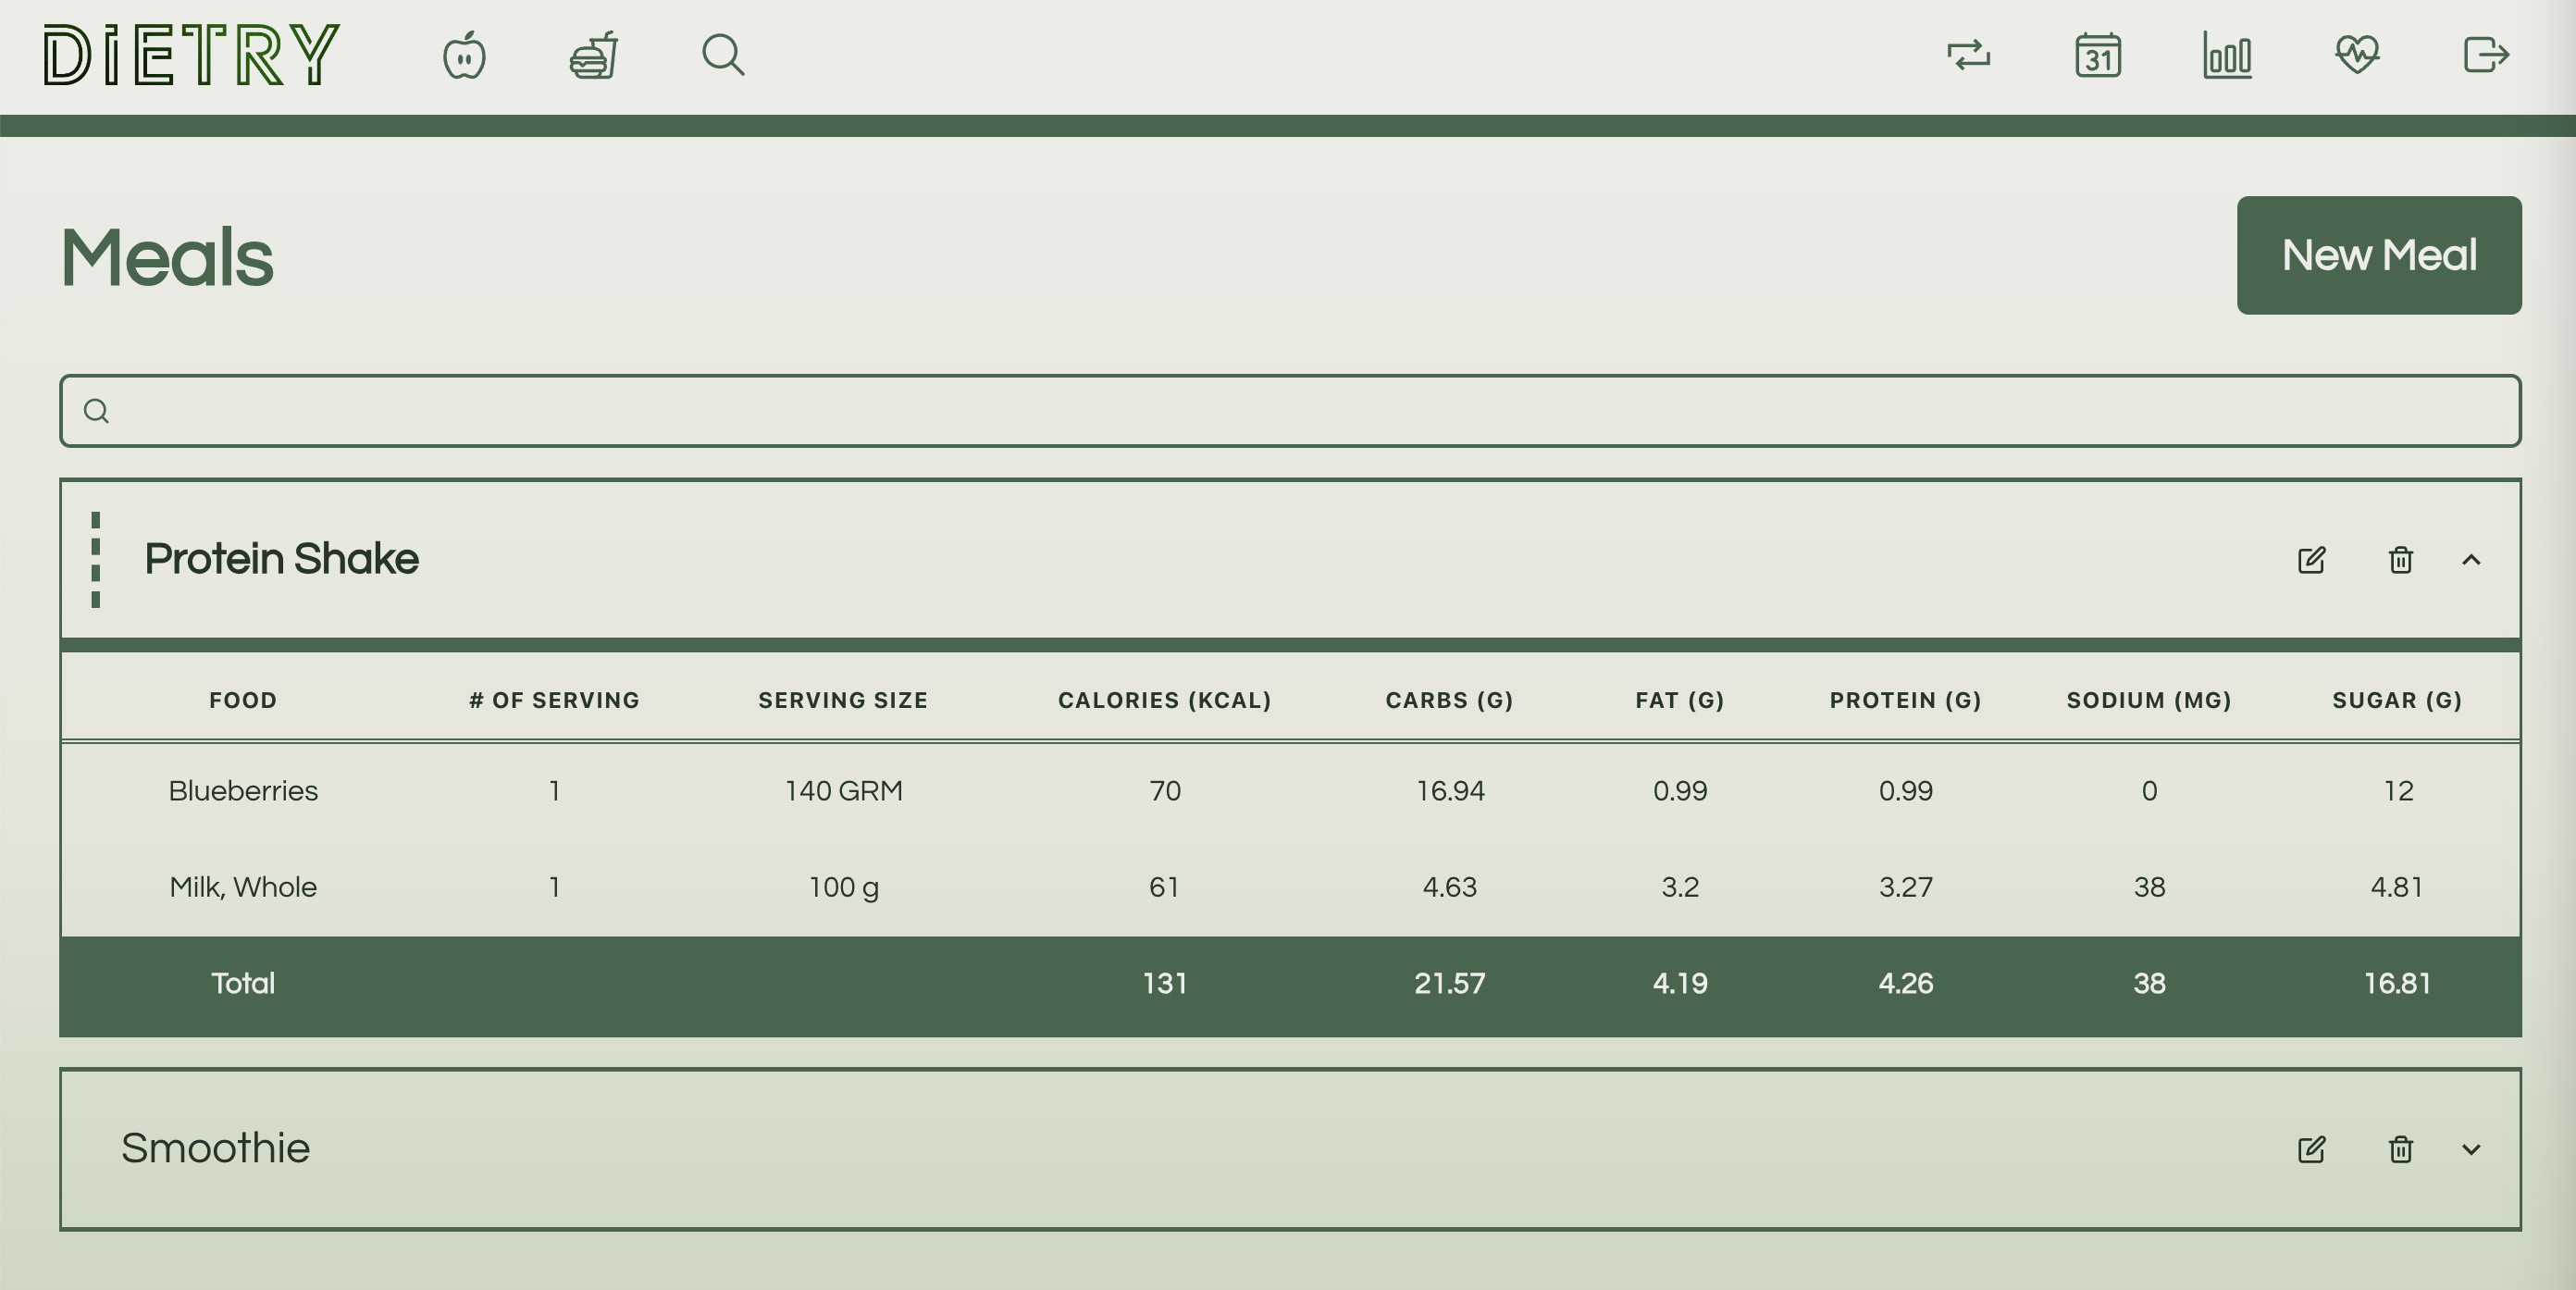 DiETRY
31
Meals
New Meal
Protein Shake
FOOD # OF SERVING SERVING SIZE CALORIES (KCAL) CARBS (G) FAT (G) PROTEIN (G) SODIUM (MG) SUGAR (G)
Blueberries 1 140 GRM 70 16.94 0.99 0.99 0 12
Milk, Whole 1 100 g 61 4.63 3.2 3.27 38 4.81
Total 131 21.57 4.19 4.26 38 16.81
Smoothie